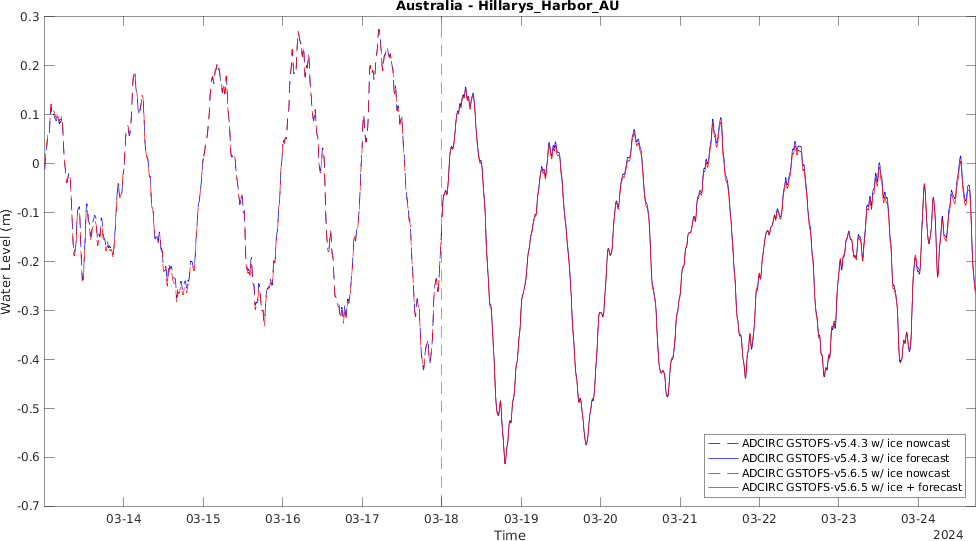 Australia - Hillarys_Harbor_AU
0.3
0.2
0.1
0
-0.1
-0.2
-0.3
-0.4
-0.5
-0.6
-0.7
Water Level (m)
ADCIRC GSTOFS-v5.4.3 w/ ice nowcast
ADCIRC GSTOFS-v5.4.3 w/ ice forecast
ADCIRC GSTOFS-v5.6.5 w/ ice nowcast
ADCIRC GSTOFS-v5.6.5 w/ ice + forecast
03-14 03-15 03-16 03-17 03-18 03-19 03-20 03-21 03-22 03-23 03-24
Time
2024